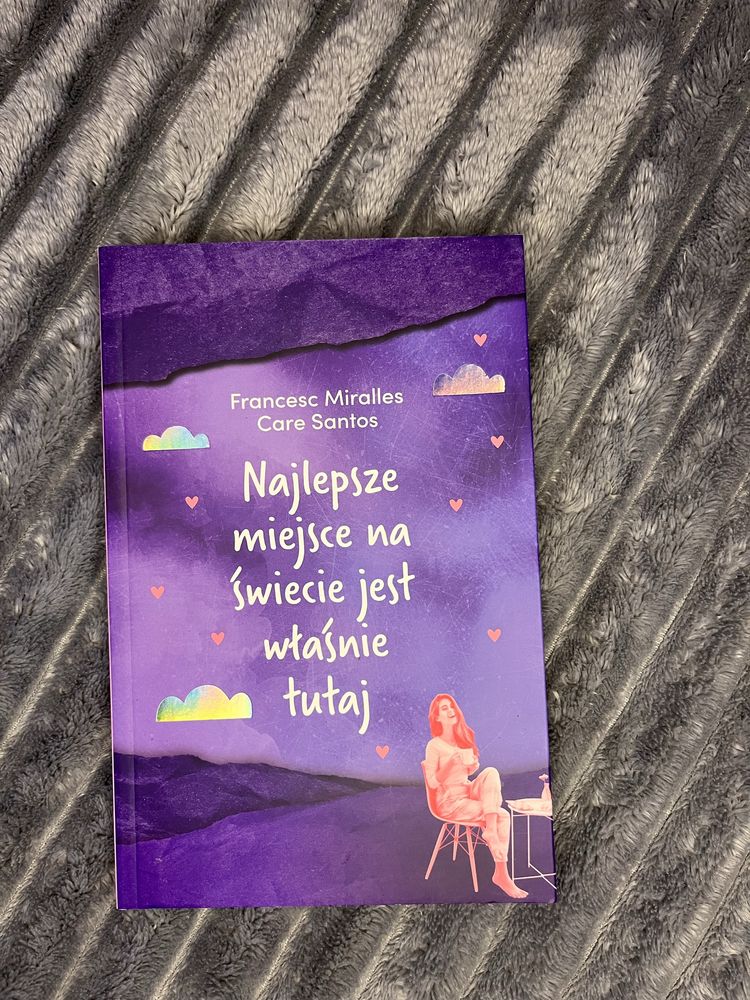 Francesc Miralles
Care Santos
Najlepsze
miejsce na
świecie jest
właśnie
tutaj